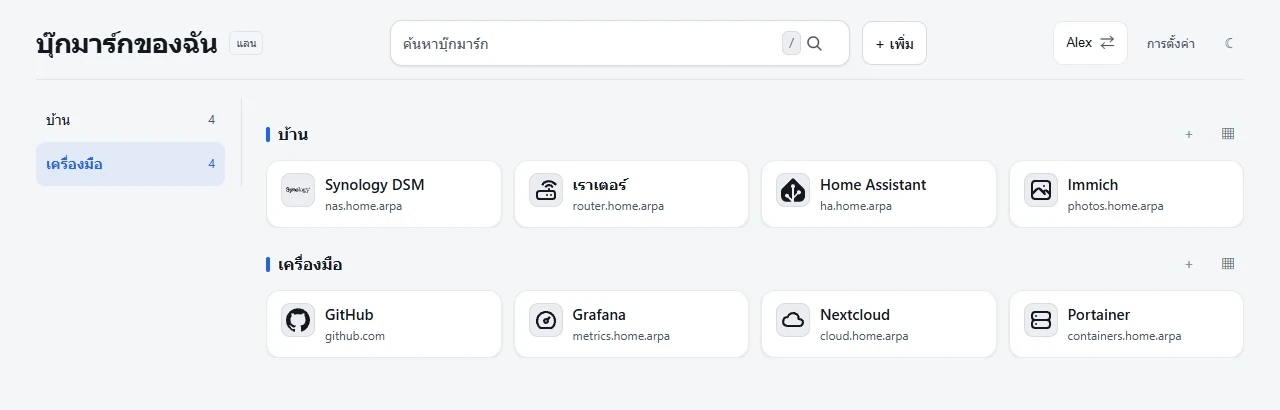 บุ๊กมาร์กของฉัน แลน
ค้นหาบุ๊กมาร์ก /
+ เพิ่ม
Alex
การตั้งค่า
บ้าน 4
เครื่องมือ 4
บ้าน
+
Synology
Synology DSM
nas.home.arpa
เราเตอร์
router.home.arpa
Home Assistant
ha.home.arpa
Immich
photos.home.arpa
เครื่องมือ
+
GitHub
github.com
Grafana
metrics.home.arpa
Nextcloud
cloud.home.arpa
Portainer
containers.home.arpa